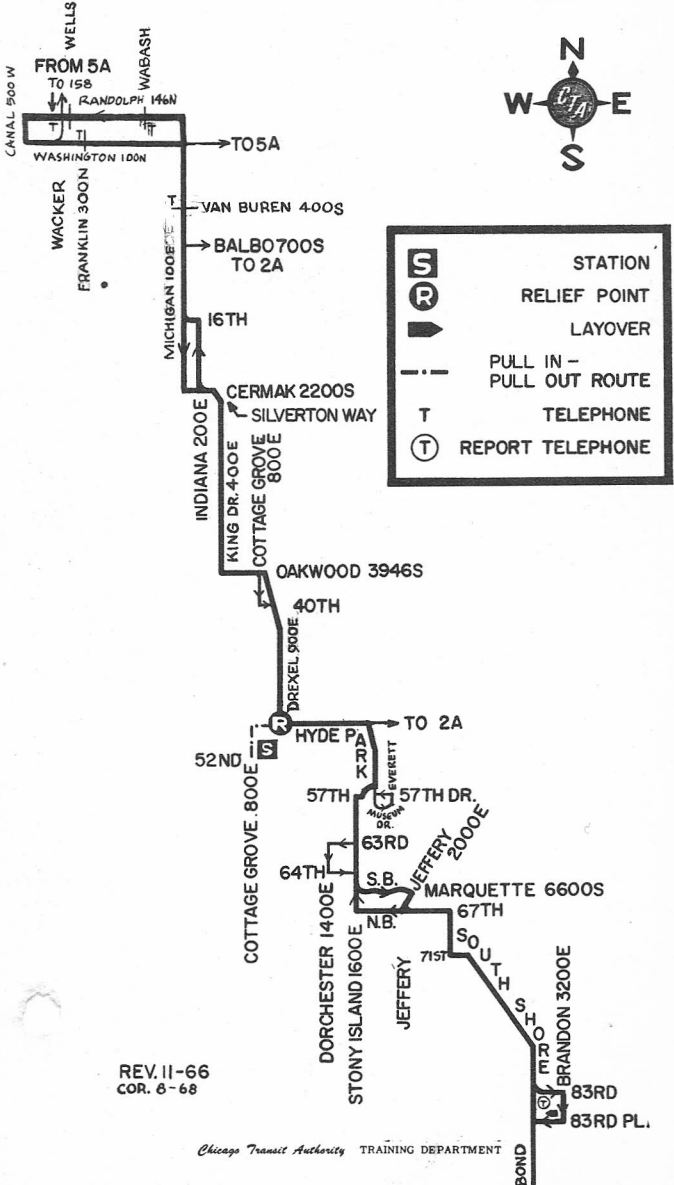 WELLS
FROM 5A
TO 158
WABASH
RANDOLPH 146N
CANAL 500 W
T
T
T
WASHINGTON 100N
TO 5A
WACKER
FRANKLIN 300N
T
VAN BUREN 400S
BALBO 700S
TO 2A
MICHIGAN 100E
16TH
CERMAK 2200S
SILVERTON WAY
INDIANA 200E
KING DR. 400E
COTTAGE GROVE
800E
OAKWOOD 3946S
40TH
DREXEL 900E
R
HYDE PARK
TO 2A
S
52ND
COTTAGE GROVE. 800E
EVERETT
57TH
57TH DR.
MUSEUM
DR.
63RD
64TH
JEFFERY
2000E
S.B.
MARQUETTE 6600S
N.B.
67TH
DORCHESTER 1400E
STONY ISLAND 1600E
JEFFERY
71ST
SOUTH SHORE
BRANDON 3200E
83RD
T
83RD PL.
BOND
N
W
CTA
E
S
S STATION
R RELIEF POINT
LAYOVER
PULL IN –
PULL OUT ROUTE
T TELEPHONE
T REPORT TELEPHONE
REV. 11-66
COR. 8-68
Chicago Transit Authority TRAINING DEPARTMENT